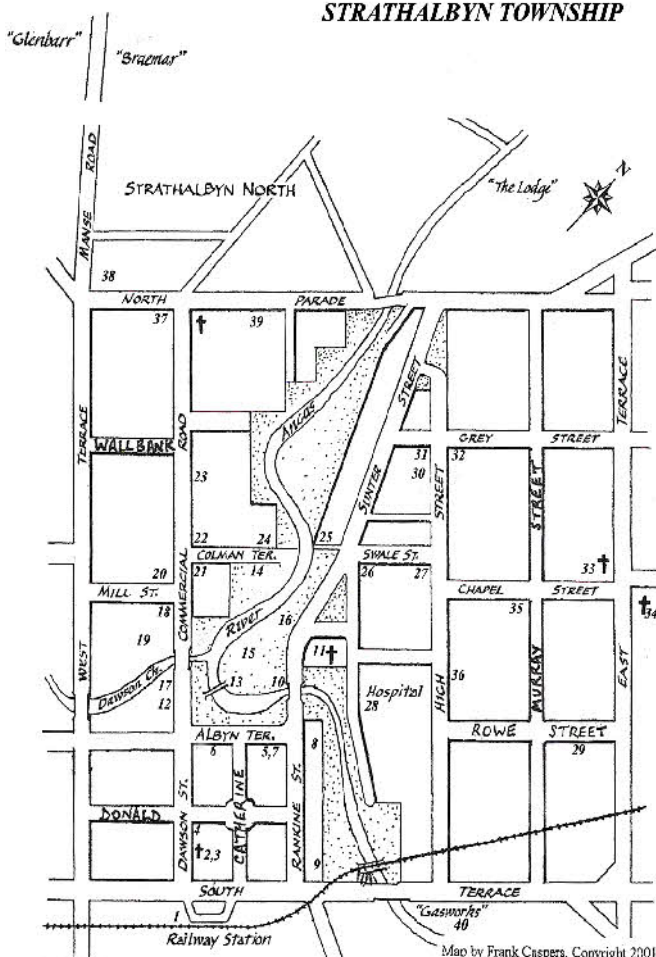 STRATHALBYN TOWNSHIP
"Glenbarr"
"Braemar"
MANSE ROAD
STRATHALBYN NORTH
"The Lodge"
N
38
NORTH PARADE
37
39
TERRACE
WALLBANK
ROAD
Angas
STREET
GREY STREET
TERRACE
31
32
30
SUNTER
STREET
STREET
23
22
24
25
COLMAN TER.
SWALE ST.
20
21
14
26
27
33
MILL ST.
CHAPEL STREET
COMMERCIAL
18
16
35
34
River
19
15
11
WEST
Dawson Ck.
17
13
10
12
Hospital
28
HIGH
36
MURRAY
EAST
ALBYN TER.
ROWE STREET
6
5,7
8
29
DONALD
DAWSON ST.
CATHERINE
RANKINE ST.
4
2,3
9
SOUTH TERRACE
1
Railway Station
"Gasworks"
40
Map by Frank Caspers, Copyright 2001